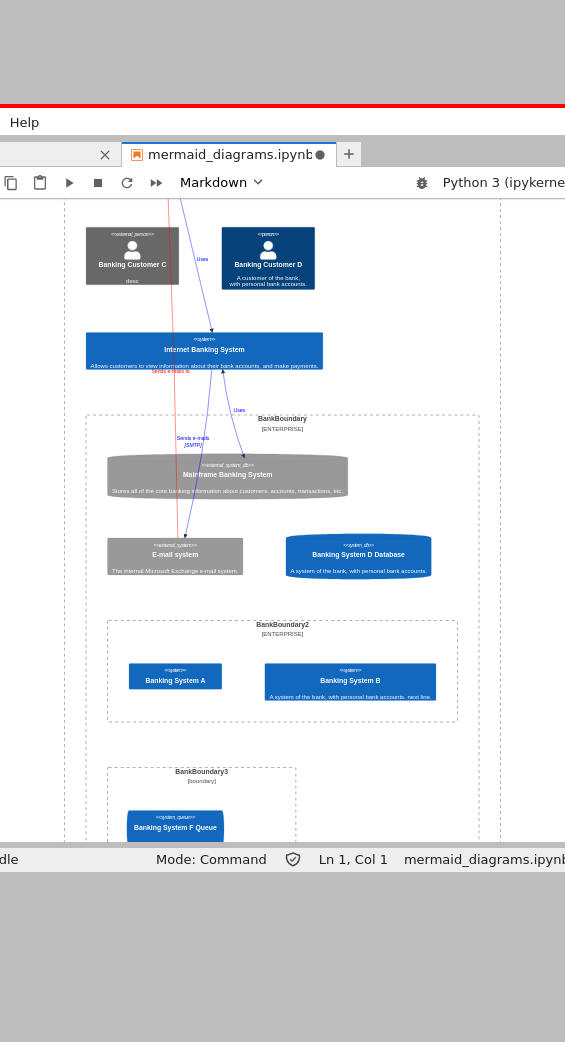 Help
mermaid_diagrams.ipynb
Markdown
Python 3 (ipykerne
<<external_person>>
Banking Customer C
desc
<<person>>
Banking Customer D
A customer of the bank,
with personal bank accounts.
Uses
<<system>>
Internet Banking System
Allows customers to view information about their bank accounts, and make payments.
Sends e-mails to
Uses
BankBoundary
[ENTERPRISE]
Sends e-mails
[SMTP]
<<external_system_db>>
Mainframe Banking System
Stores all of the core banking information about customers, accounts, transactions, etc.
<<external_system>>
E-mail system
The internal Microsoft Exchange e-mail system.
<<system_db>>
Banking System D Database
A system of the bank, with personal bank accounts.
BankBoundary2
[ENTERPRISE]
<<system>>
Banking System A
<<system>>
Banking System B
A system of the bank, with personal bank accounts. next line.
BankBoundary3
[boundary]
<<system_queue>>
Banking System F Queue
dle
Mode: Command
Ln 1, Col 1
mermaid_diagrams.ipynb